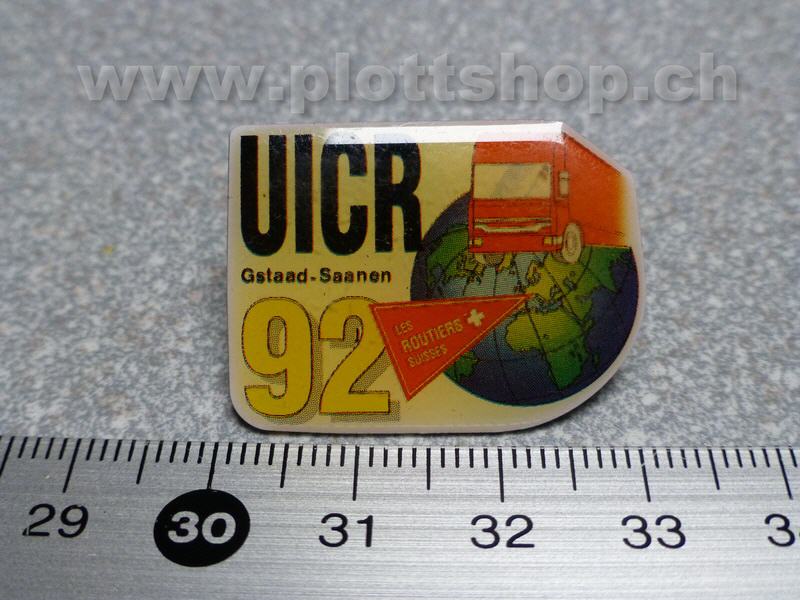 www.plottshop.ch
UICR
Gstaad-Saanen
92
LES
ROUTIERS
SUISSES
29 30 31 32 33